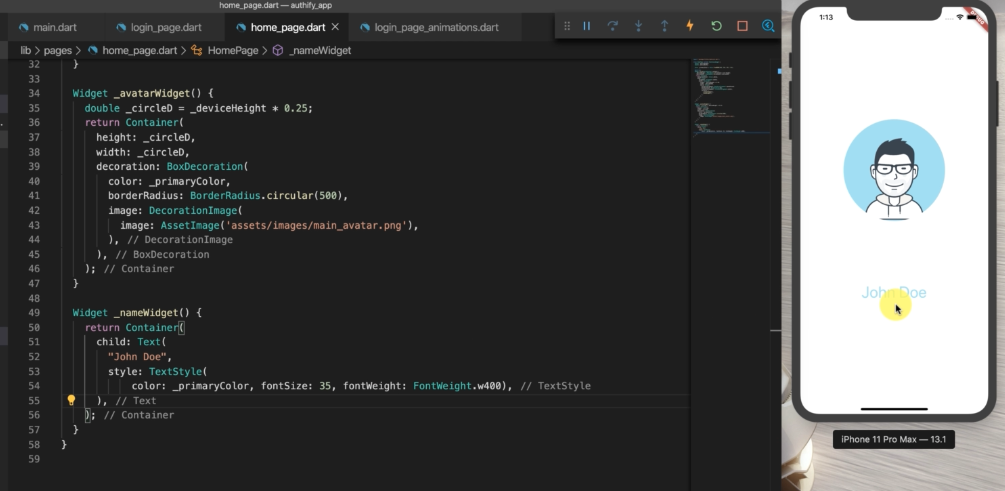 home_page.dart — authify_app
main.dart login_page.dart home_page.dart login_page_animations.dart
lib > pages > home_page.dart > HomePage > _nameWidget
32 }
33
34 Widget _avatarWidget() {
35 double _circleD = _deviceHeight * 0.25;
36 return Container(
37 height: _circleD,
38 width: _circleD,
39 decoration: BoxDecoration(
40 color: _primaryColor,
41 borderRadius: BorderRadius.circular(500),
42 image: DecorationImage(
43 image: AssetImage('assets/images/main_avatar.png'),
44 ), // DecorationImage
45 ), // BoxDecoration
46 ); // Container
47 }
48
49 Widget _nameWidget() {
50 return Container(
51 child: Text(
52 "John Doe",
53 style: TextStyle(
54 color: _primaryColor, fontSize: 35, fontWeight: FontWeight.w400), // TextStyle
55 ), // Text
56 ); // Container
57 }
58 }
59
1:13
John Doe
iPhone 11 Pro Max — 13.1